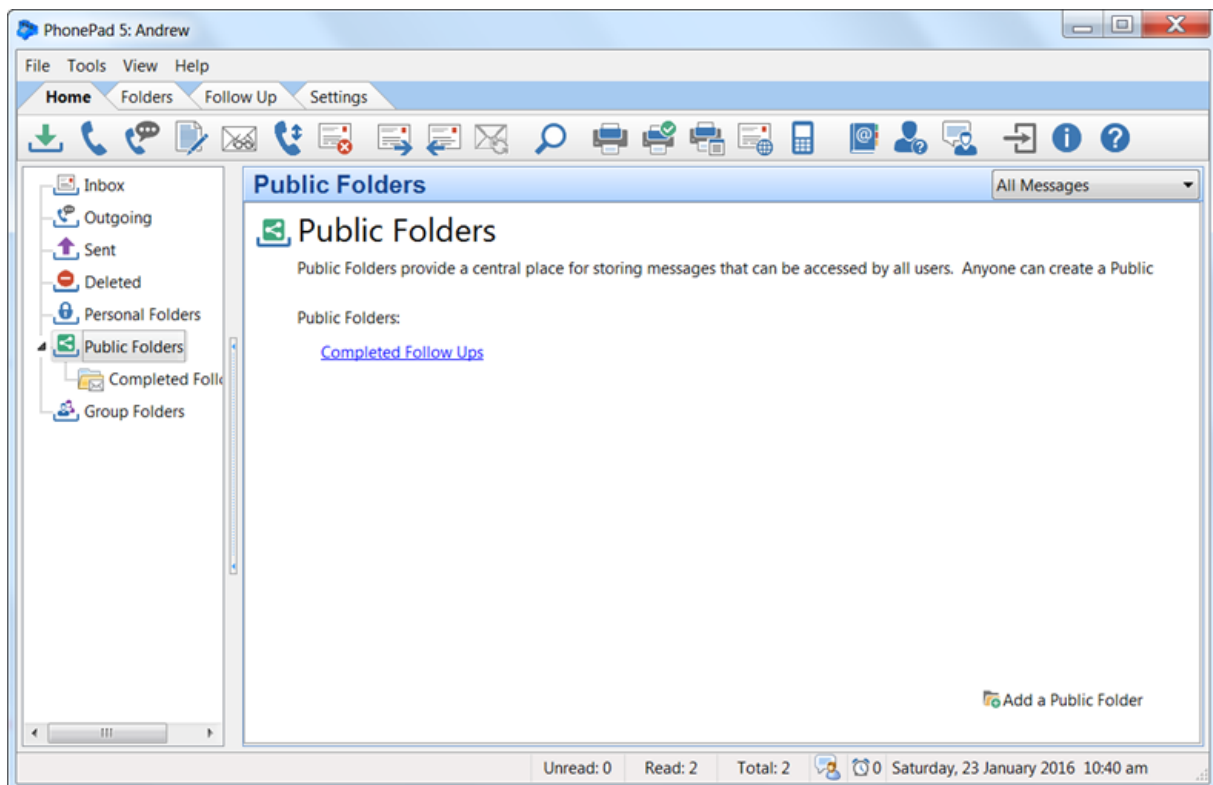 PhonePad 5: Andrew
File Tools View Help
Home Folders Follow Up Settings
Inbox
Outgoing
Sent
Deleted
Personal Folders
Public Folders
Completed Follo
Group Folders
Public Folders
All Messages
Public Folders
Public Folders provide a central place for storing messages that can be accessed by all users. Anyone can create a Public
Public Folders:
Completed Follow Ups
Add a Public Folder
Unread: 0 Read: 2 Total: 2 0 Saturday, 23 January 2016 10:40 am